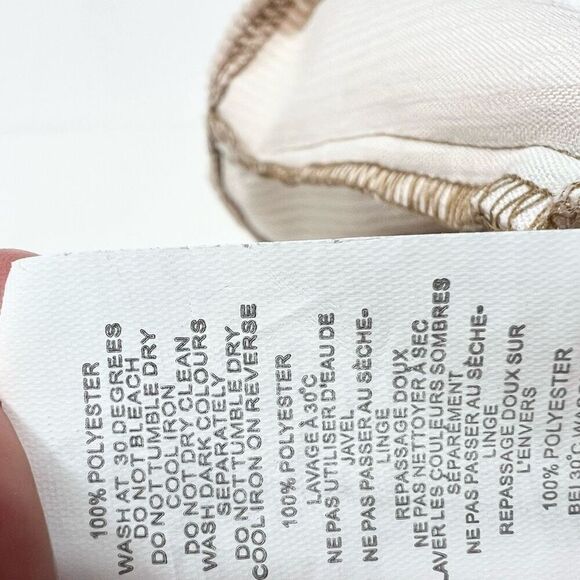 100% POLYESTER
WASH AT 30 DEGREES
DO NOT BLEACH
DO NOT TUMBLE DRY
COOL IRON
DO NOT DRY CLEAN
WASH DARK COLOURS
SEPARATELY
DO NOT TUMBLE DRY
COOL IRON ON REVERSE
100% POLYESTER
LAVAGE À 30°C
NE PAS UTILISER D'EAU DE
JAVEL
NE PAS PASSER AU SÈCHE-
LINGE
REPASSAGE DOUX
NE PAS NETTOYER À SEC
LAVER LES COULEURS SOMBRES
SÉPARÉMENT
NE PAS PASSER AU SÈCHE-
LINGE
REPASSAGE DOUX SUR
L'ENVERS
100% POLYESTER
BEI 30°C